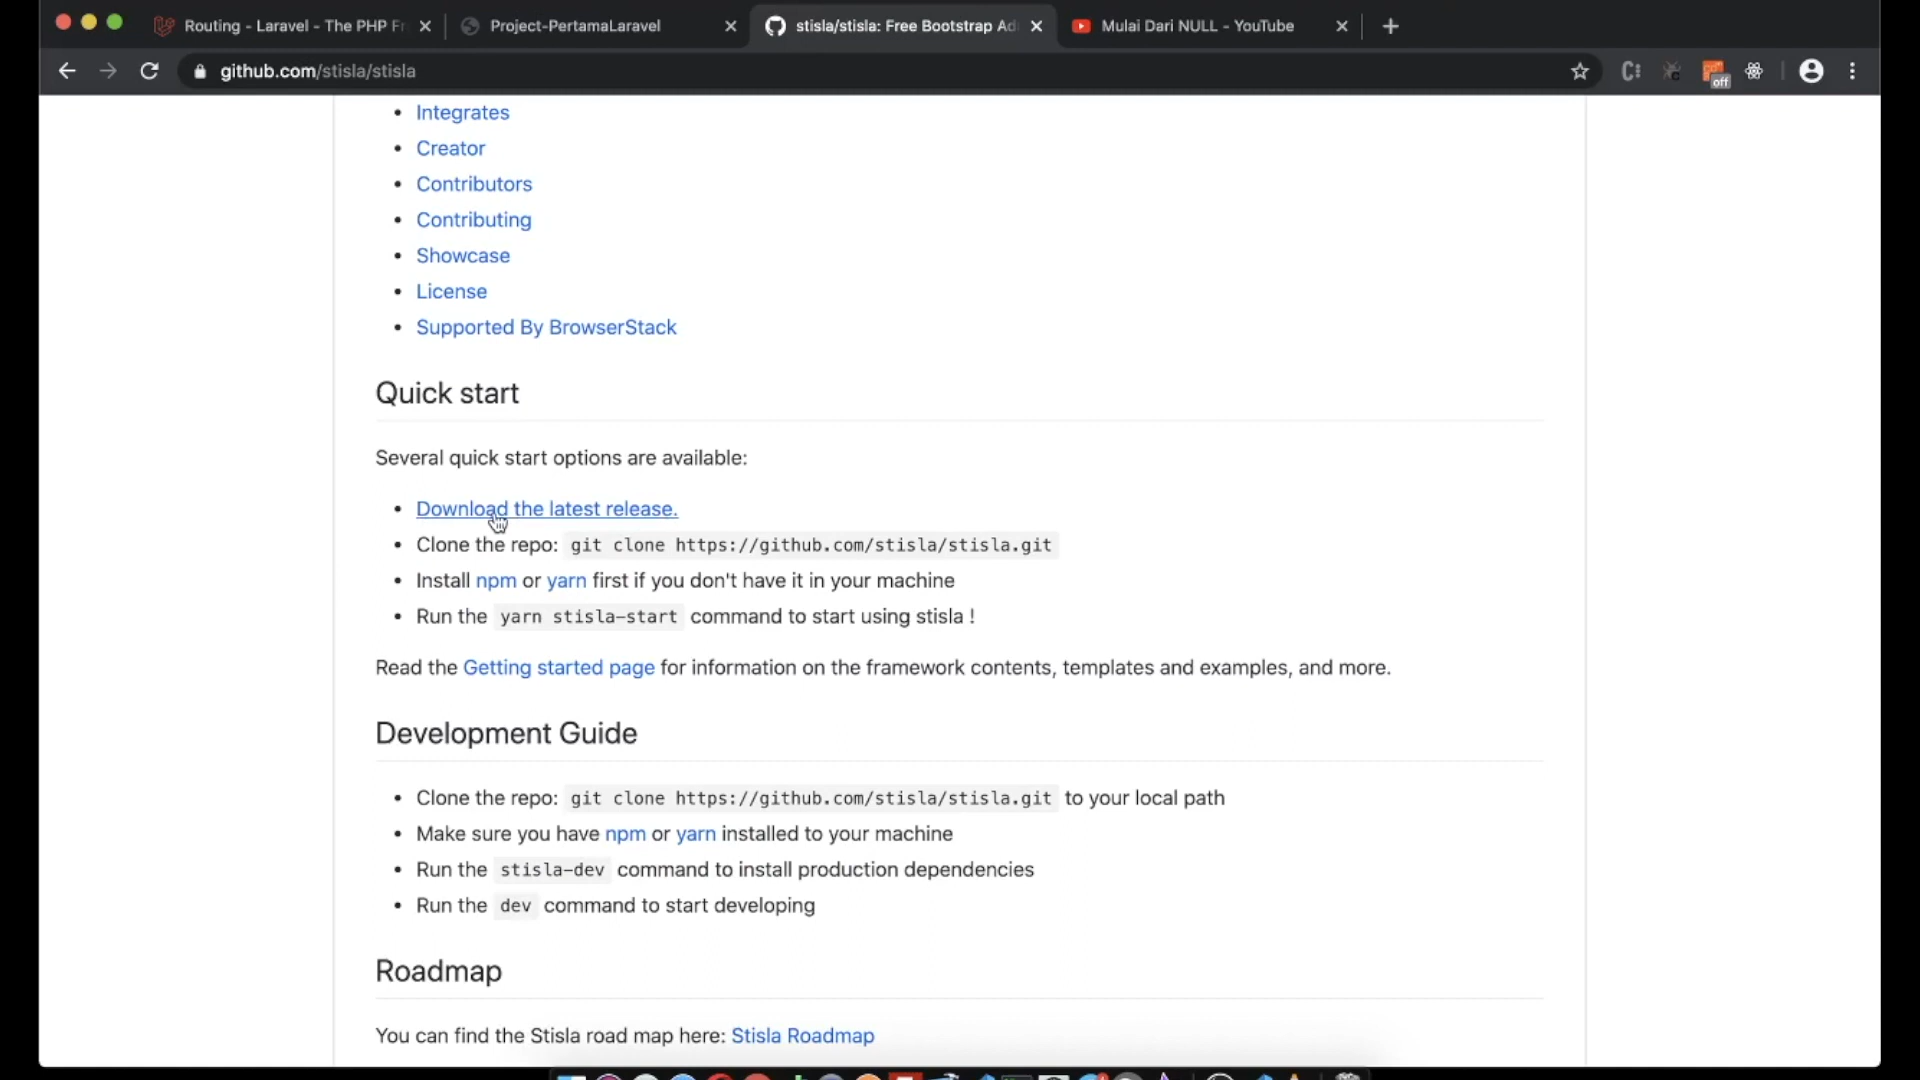 Routing - Laravel - The PHP Fr
Project-PertamaLaravel
stisla/stisla: Free Bootstrap Ad
Mulai Dari NULL - YouTube
github.com/stisla/stisla
off
• Integrates
• Creator
• Contributors
• Contributing
• Showcase
• License
• Supported By BrowserStack
Quick start
Several quick start options are available:
• Download the latest release.
• Clone the repo: git clone https://github.com/stisla/stisla.git
• Install npm or yarn first if you don't have it in your machine
• Run the yarn stisla-start command to start using stisla !
Read the Getting started page for information on the framework contents, templates and examples, and more.
Development Guide
• Clone the repo: git clone https://github.com/stisla/stisla.git to your local path
• Make sure you have npm or yarn installed to your machine
• Run the stisla-dev command to install production dependencies
• Run the dev command to start developing
Roadmap
You can find the Stisla road map here: Stisla Roadmap